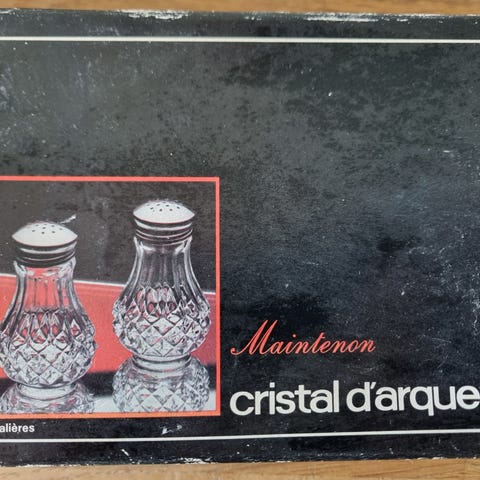 Maintenon
cristal d'arque
alières